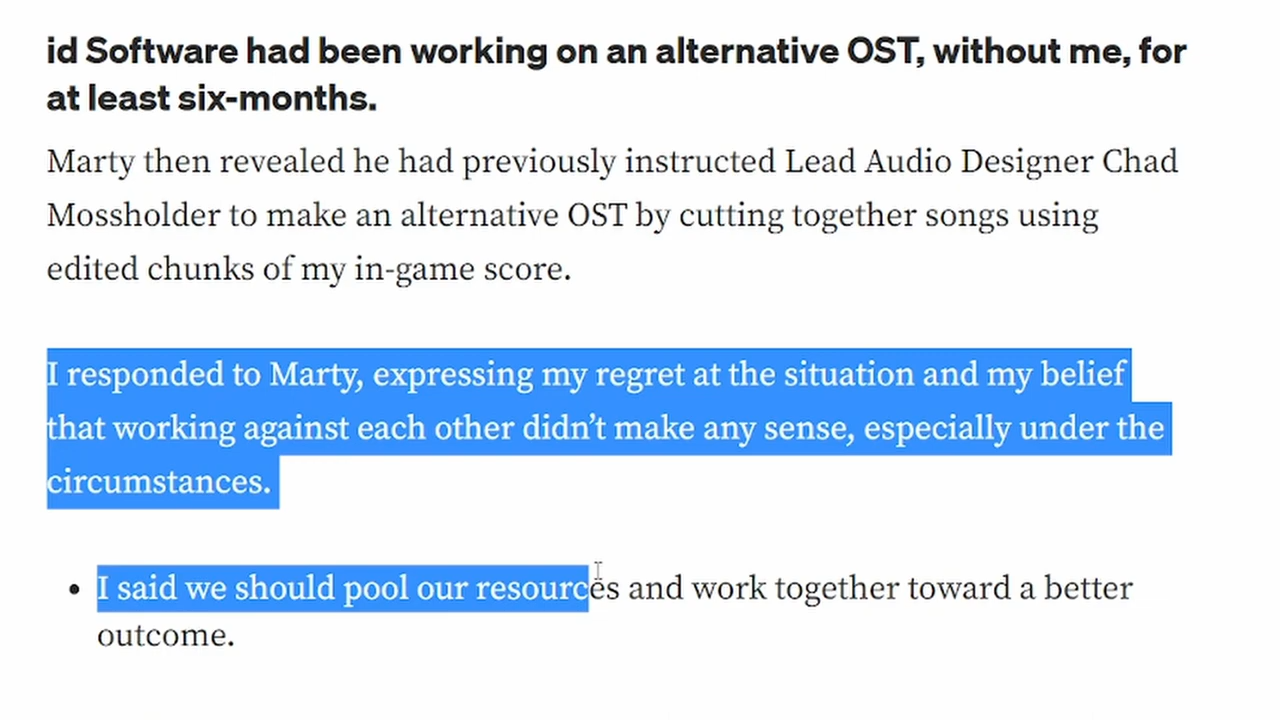 id Software had been working on an alternative OST, without me, for
at least six-months.
Marty then revealed he had previously instructed Lead Audio Designer Chad
Mossholder to make an alternative OST by cutting together songs using
edited chunks of my in-game score.
I responded to Marty, expressing my regret at the situation and my belief
that working against each other didn’t make any sense, especially under the
circumstances.
• I said we should pool our resources and work together toward a better
outcome.